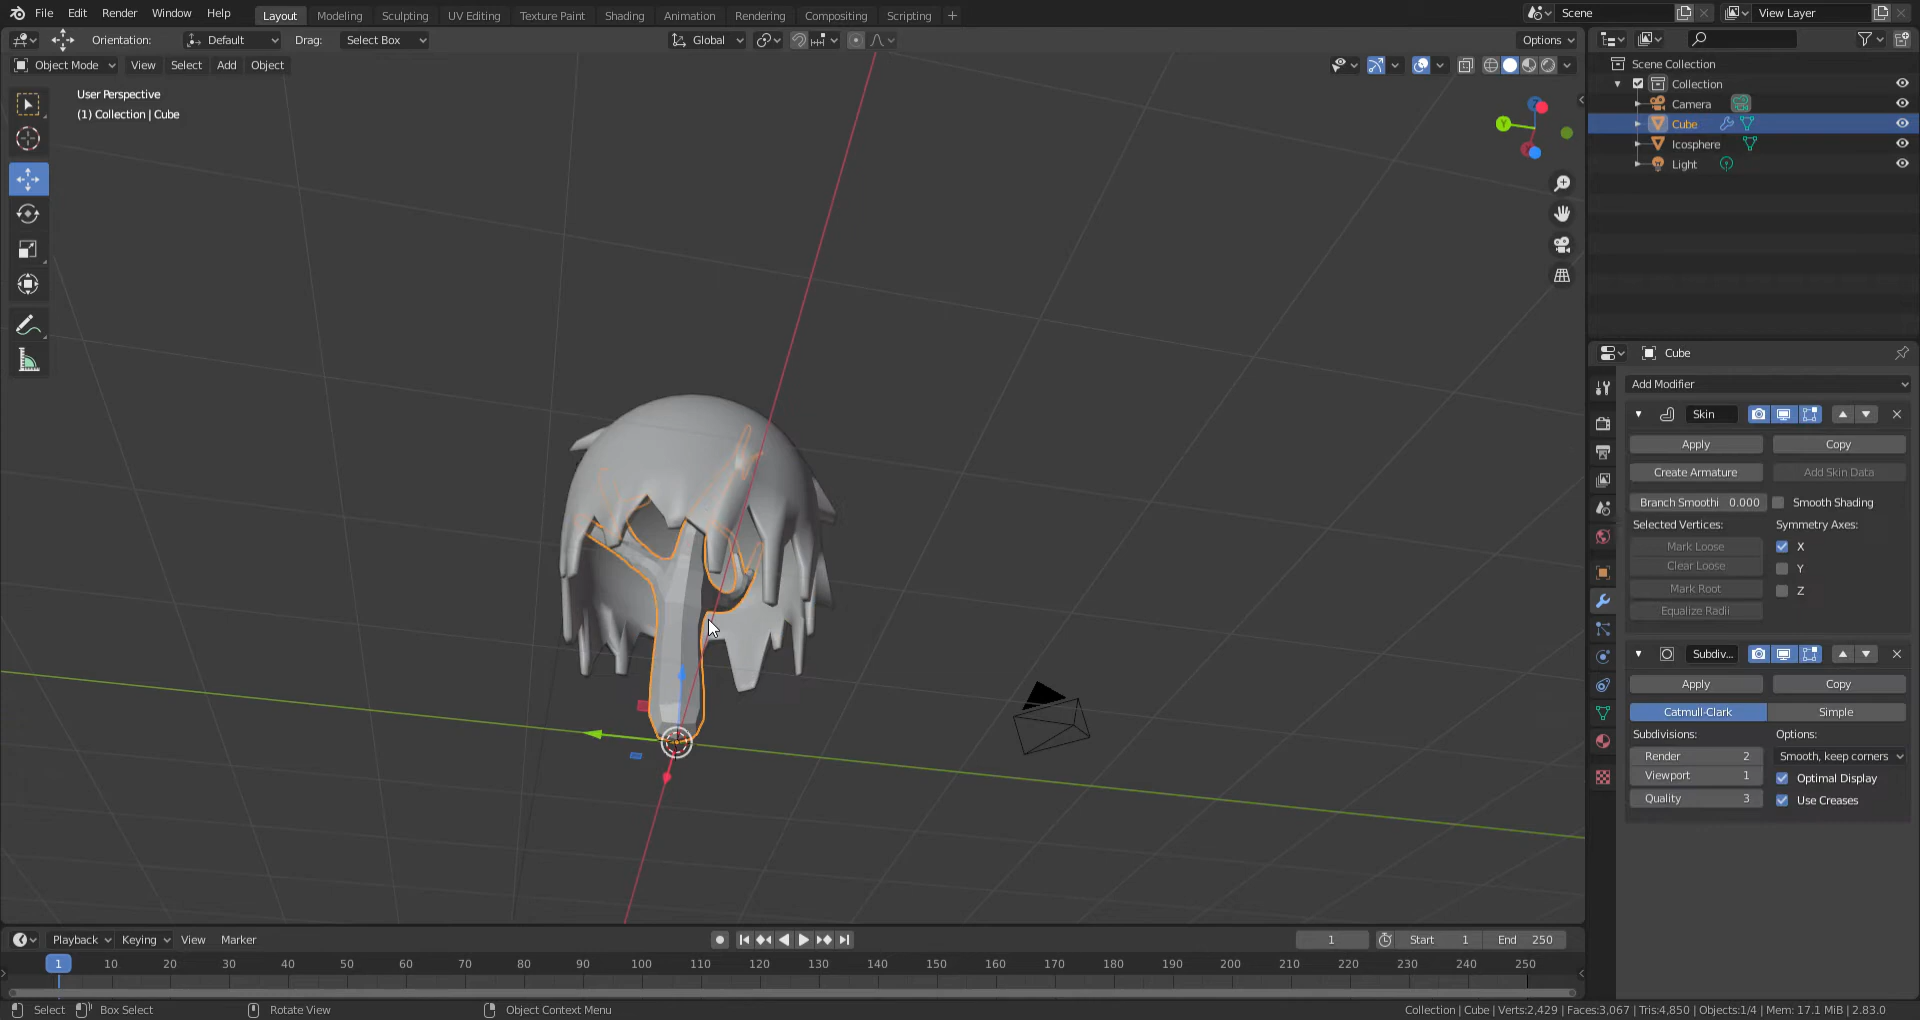 File Edit Render Window Help Layout Modeling Sculpting UV Editing Texture Paint Shading Animation Rendering Compositing Scripting + Scene View Layer
Orientation: Default Drag: Select Box Global Options
Object Mode View Select Add Object
User Perspective
(1) Collection | Cube
Y
Z
Scene Collection
Collection
Camera
Cube
Icosphere
Light
Cube
Add Modifier
Skin
Apply Copy
Create Armature Add Skin Data
Branch Smoothi 0.000 Smooth Shading
Selected Vertices: Symmetry Axes:
Mark Loose X
Clear Loose Y
Mark Root Z
Equalize Radii
Subdiv...
Apply Copy
Catmull-Clark Simple
Subdivisions: Options:
Render 2 Smooth, keep corners
Viewport 1 Optimal Display
Quality 3 Use Creases
Playback Keying View Marker 1 Start 1 End 250
1 10 20 30 40 50 60 70 80 90 100 110 120 130 140 150 160 170 180 190 200 210 220 230 240 250
Select Box Select Rotate View Object Context Menu Collection | Cube | Verts:2,429 | Faces:3,067 | Tris:4,850 | Objects:1/4 | Mem: 17.1 MiB | 2.83.0